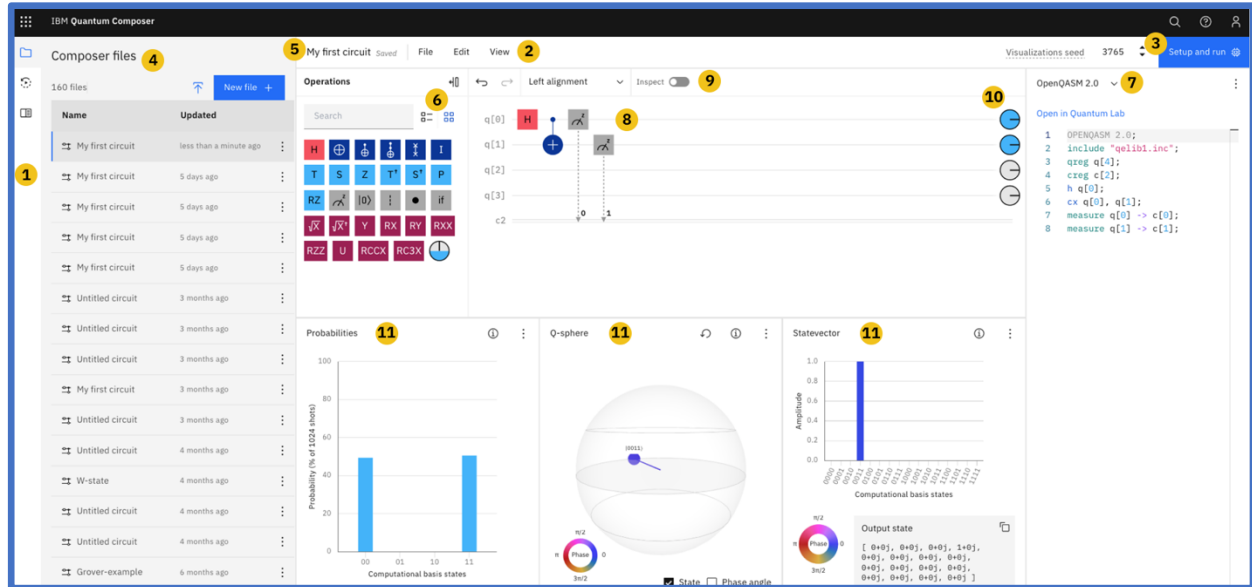 IBM Quantum Composer
Composer files
4
160 files
New file +
Name Updated
My first circuit less than a minute ago
My first circuit 5 days ago
My first circuit 5 days ago
My first circuit 5 days ago
My first circuit 5 days ago
Untitled circuit 3 months ago
Untitled circuit 3 months ago
Untitled circuit 3 months ago
My first circuit 3 months ago
Untitled circuit 3 months ago
Untitled circuit 4 months ago
W-state 4 months ago
Untitled circuit 4 months ago
Untitled circuit 4 months ago
Grover-example 6 months ago
1
5 My first circuit Saved File Edit View 2
Visualizations seed 3765 3 Setup and run
Operations
6
Search
H I
T S Z T† S† P
RZ z |0⟩ if
√X √X† Y RX RY RXX
RZZ U RCCX RC3X
Left alignment Inspect 9
10
q[0] H z 8
q[1] + z
q[2]
q[3]
c2 0 1
OpenQASM 2.0 7
Open in Quantum Lab
1 OPENQASM 2.0;
2 include "qelib1.inc";
3 qreg q[4];
4 creg c[2];
5 h q[0];
6 cx q[0], q[1];
7 measure q[0] -> c[0];
8 measure q[1] -> c[1];
Probabilities 11
100
80
60
40
20
0
Probability (% of 1024 shots)
00 01 10 11
Computational basis states
Q-sphere 11
|0011⟩
π/2
π Phase 0
3π/2
State Phase angle
Statevector 11
1.0
0.8
0.6
0.4
0.2
0.0
Amplitude
0000 0001 0010 0011 0100 0101 0110 0111 1000 1001 1010 1011 1100 1101 1110 1111
Computational basis states
π/2
π Phase 0
3π/2
Output state
[ 0+0j, 0+0j, 0+0j, 1+0j,
0+0j, 0+0j, 0+0j, 0+0j,
0+0j, 0+0j, 0+0j, 0+0j,
0+0j, 0+0j, 0+0j, 0+0j ]